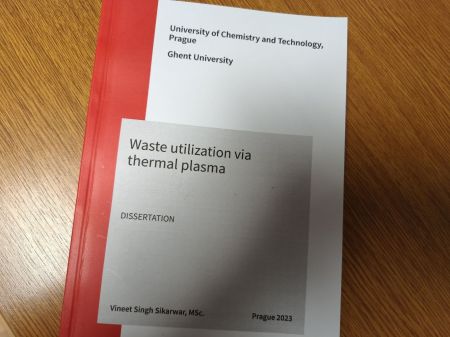 University of Chemistry and Technology,
Prague
Ghent University
Waste utilization via
thermal plasma
DISSERTATION
Vineet Singh Sikarwar, MSc.
Prague 2023